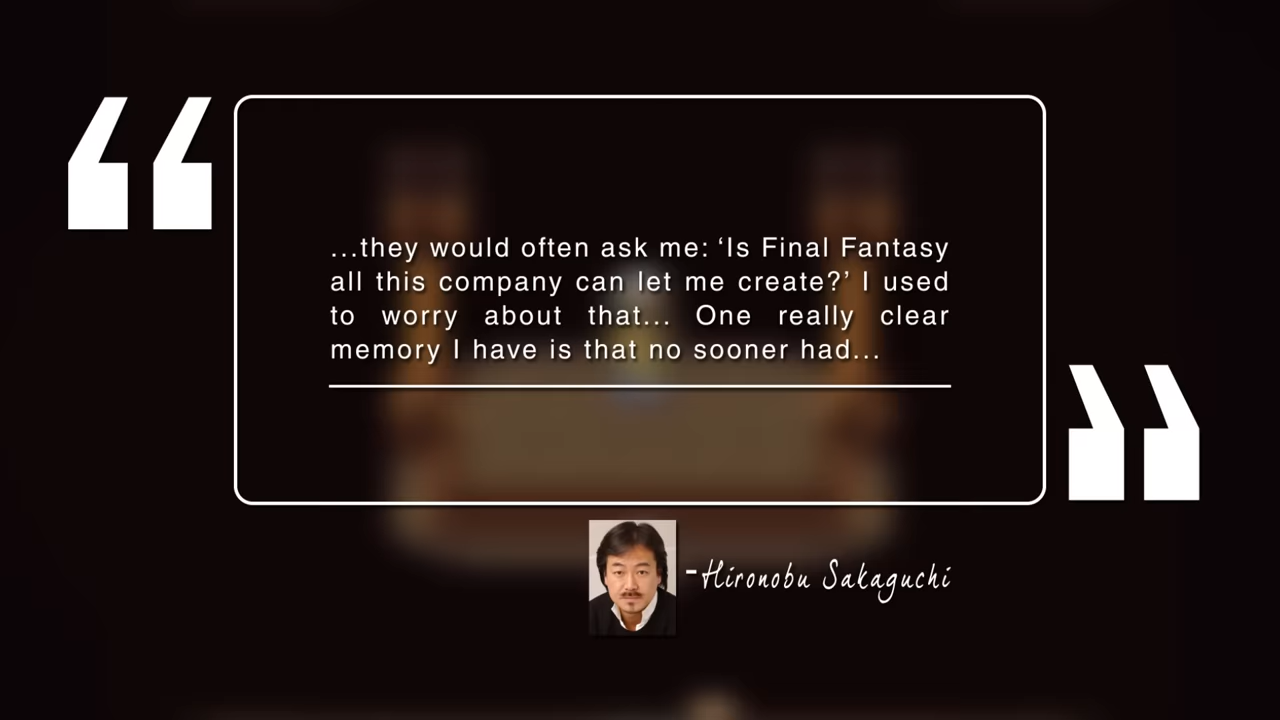 “
...they would often ask me: ‘Is Final Fantasy
all this company can let me create?’ I used
to worry about that... One really clear
memory I have is that no sooner had...
”
-Hironobu Sakaguchi